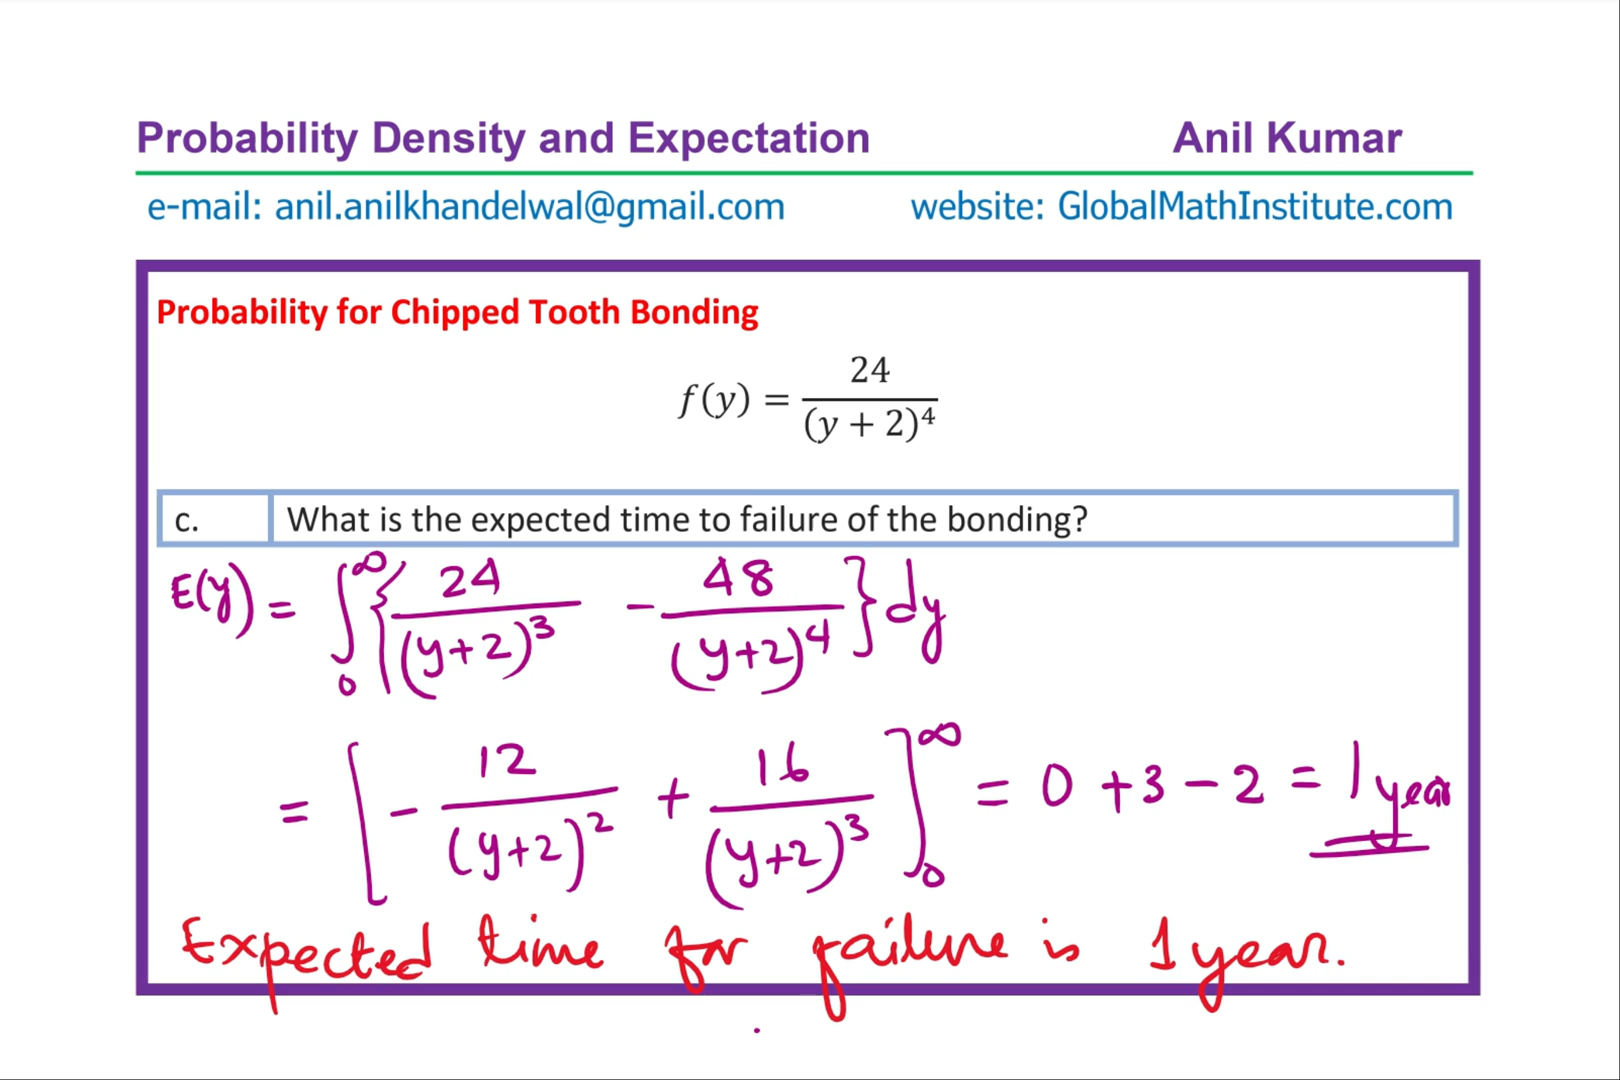 Probability Density and Expectation Anil Kumar
e-mail: anil.anilkhandelwal@gmail.com website: GlobalMathInstitute.com
Probability for Chipped Tooth Bonding
f(y) = 24/(y + 2)⁴
c. What is the expected time to failure of the bonding?
E(y) = ∫₀^∞ { 24/(y+2)³ - 48/(y+2)⁴ } dy
= [ - 12/(y+2)² + 16/(y+2)³ ]₀^∞ = 0 + 3 - 2 = 1 year
Expected time for failure is 1 year.